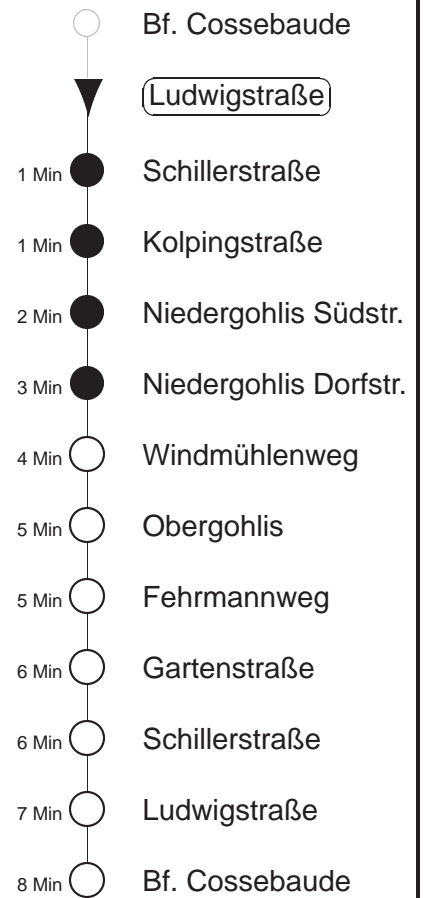 Bf. Cossebaude
Ludwigstraße
1 Min Schillerstraße
1 Min Kolpingstraße
2 Min Niedergohlis Südstr.
3 Min Niedergohlis Dorfstr.
4 Min Windmühlenweg
5 Min Obergohlis
5 Min Fehrmannweg
6 Min Gartenstraße
6 Min Schillerstraße
7 Min Ludwigstraße
8 Min Bf. Cossebaude